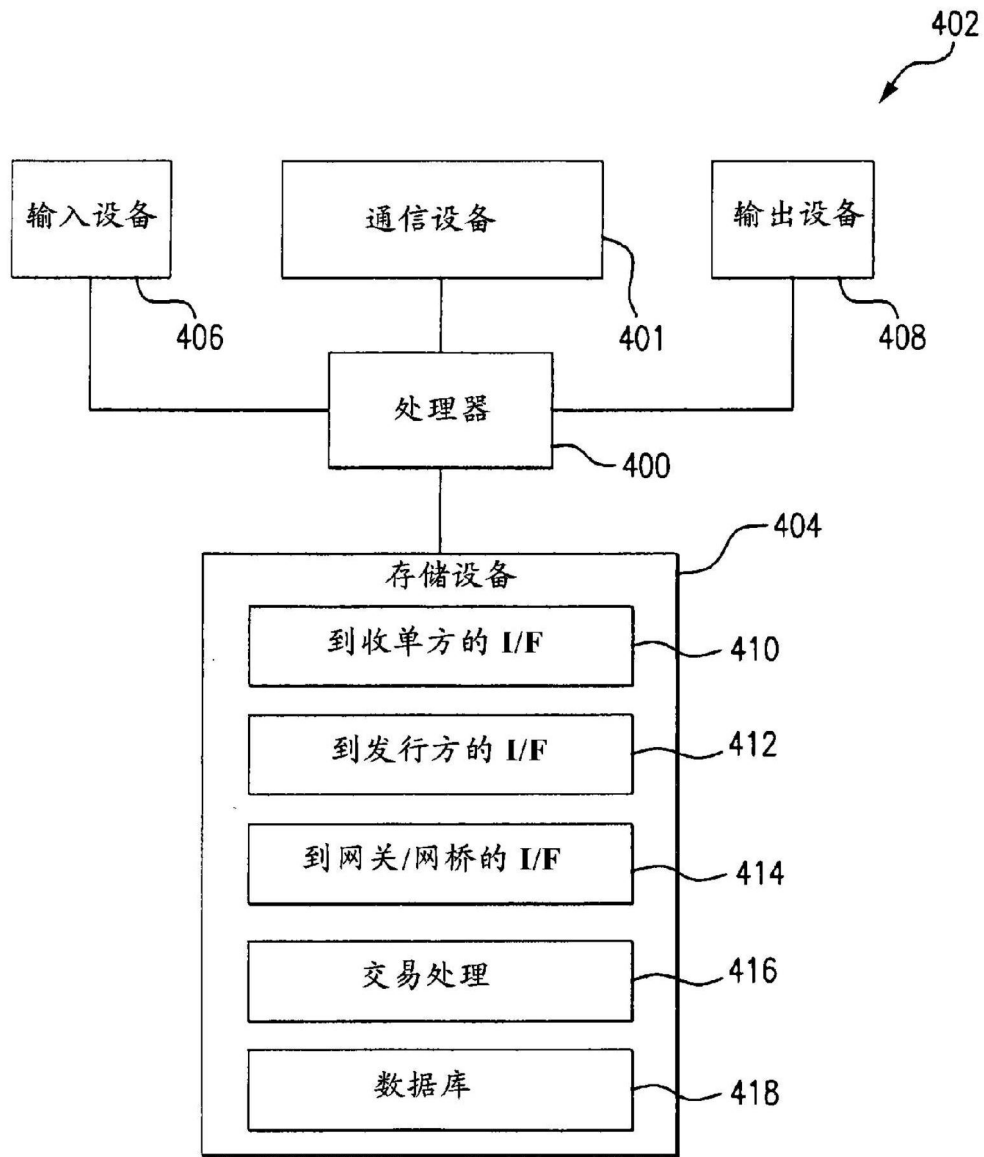 402
输入设备
通信设备
输出设备
406
401
408
处理器
400
404
存储设备
到收单方的 I/F
410
到发行方的 I/F
412
到网关/网桥的 I/F
414
交易处理
416
数据库
418